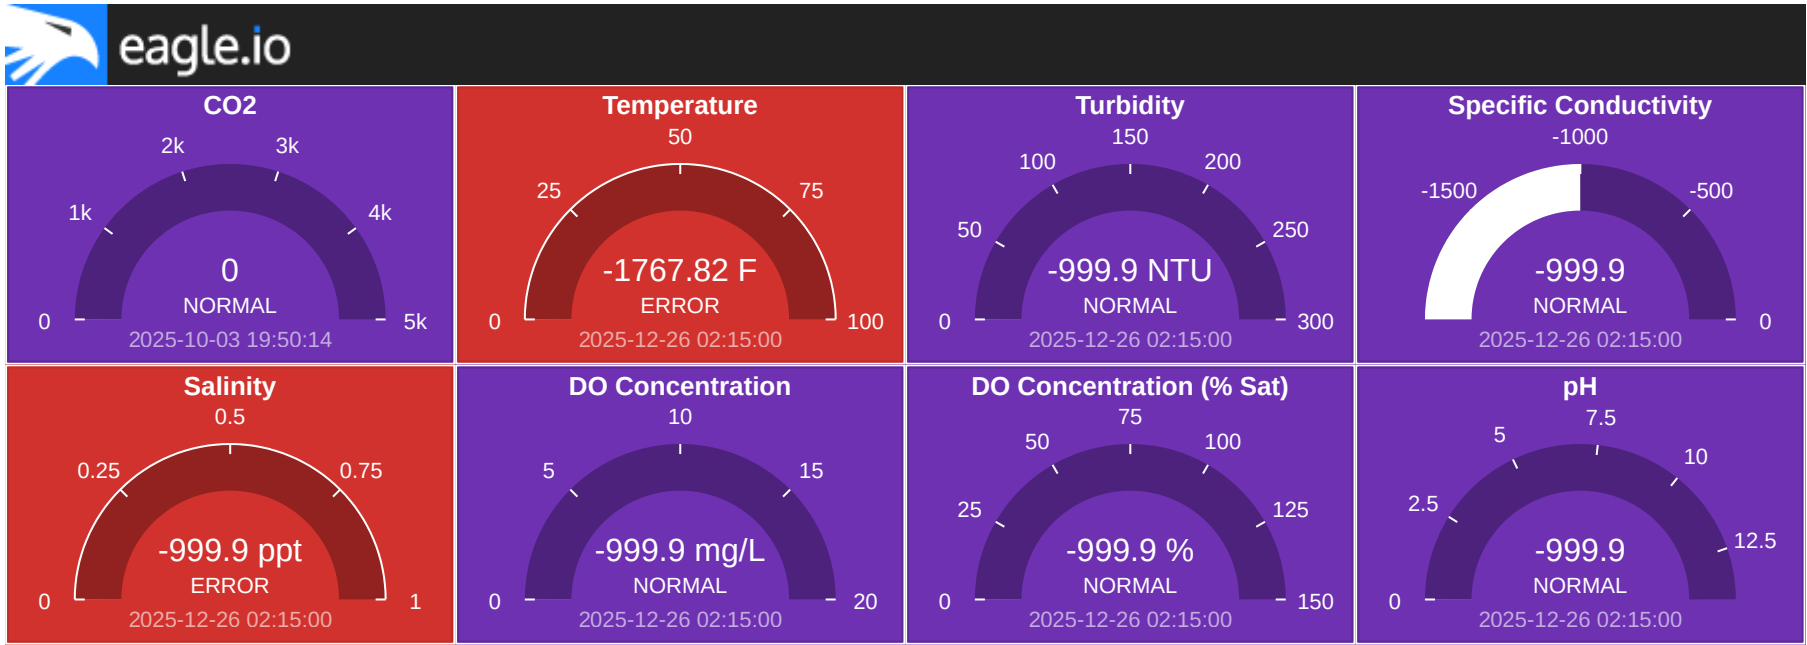 eagle.io
CO2
2k
3k
1k
4k
0
NORMAL
0
5k
2025-10-03 19:50:14
Temperature
50
25
75
-1767.82 F
ERROR
0
100
2025-12-26 02:15:00
Turbidity
150
100
200
50
250
-999.9 NTU
NORMAL
0
300
2025-12-26 02:15:00
Specific Conductivity
-1000
-1500
-500
-999.9
NORMAL
0
2025-12-26 02:15:00
Salinity
0.5
0.25
0.75
-999.9 ppt
ERROR
0
1
2025-12-26 02:15:00
DO Concentration
10
5
15
-999.9 mg/L
NORMAL
0
20
2025-12-26 02:15:00
DO Concentration (% Sat)
75
50
100
25
125
-999.9 %
NORMAL
0
150
2025-12-26 02:15:00
pH
7.5
5
10
2.5
12.5
-999.9
NORMAL
0
2025-12-26 02:15:00